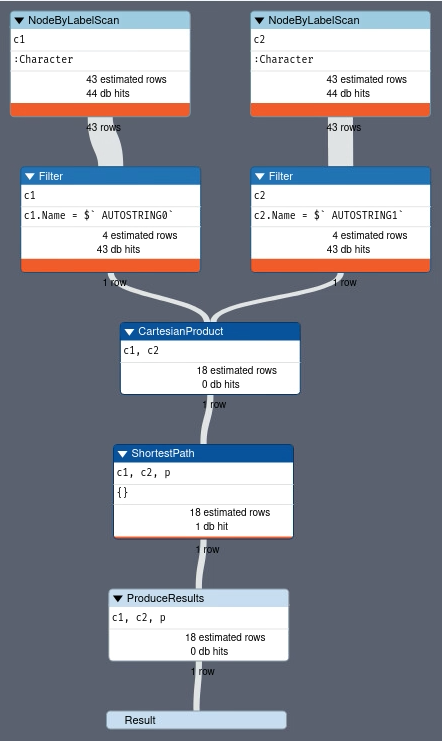 NodeByLabelScan
c1
:Character
43 estimated rows
44 db hits
43 rows
NodeByLabelScan
c2
:Character
43 estimated rows
44 db hits
43 rows
Filter
c1
c1.Name = $` AUTOSTRING0`
4 estimated rows
43 db hits
1 row
Filter
c2
c2.Name = $` AUTOSTRING1`
4 estimated rows
43 db hits
1 row
CartesianProduct
c1, c2
18 estimated rows
0 db hits
1 row
ShortestPath
c1, c2, p
{}
18 estimated rows
1 db hit
1 row
ProduceResults
c1, c2, p
18 estimated rows
0 db hits
1 row
Result